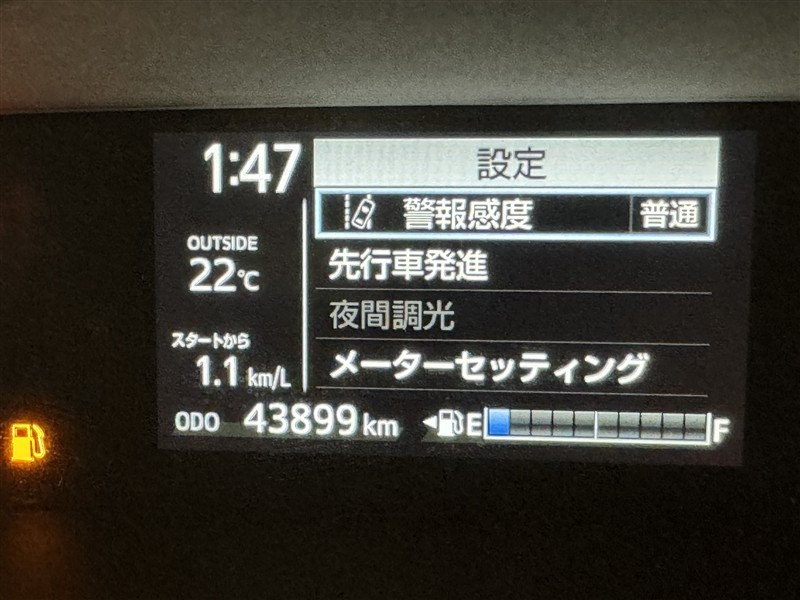 1:47
設定
警報感度 普通
OUTSIDE
22℃
先行車発進
夜間調光
スタートから
1.1 km/L
メーターセッティング
ODO 43899 km
E F